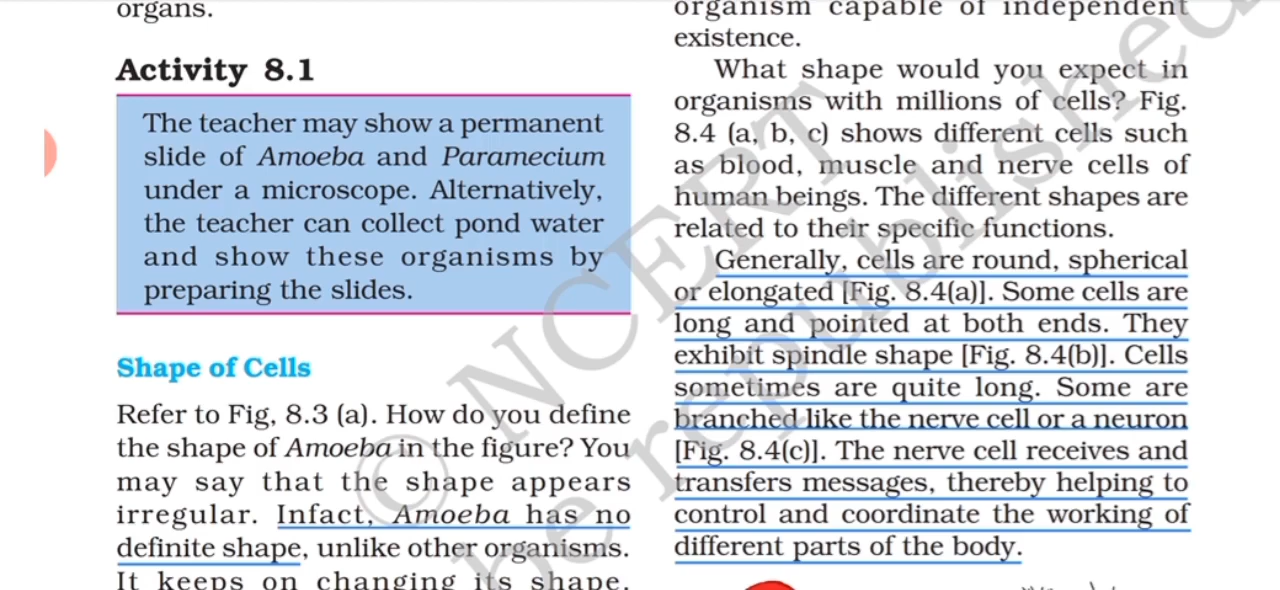 organs.
Activity 8.1
The teacher may show a permanent
slide of Amoeba and Paramecium
under a microscope. Alternatively,
the teacher can collect pond water
and show these organisms by
preparing the slides.
Shape of Cells
Refer to Fig, 8.3 (a). How do you define
the shape of Amoeba in the figure? You
may say that the shape appears
irregular. Infact, Amoeba has no
definite shape, unlike other organisms.
It keeps on changing its shape.
organism capable of independent
existence.
What shape would you expect in
organisms with millions of cells? Fig.
8.4 (a, b, c) shows different cells such
as blood, muscle and nerve cells of
human beings. The different shapes are
related to their specific functions.
Generally, cells are round, spherical
or elongated [Fig. 8.4(a)]. Some cells are
long and pointed at both ends. They
exhibit spindle shape [Fig. 8.4(b)]. Cells
sometimes are quite long. Some are
branched like the nerve cell or a neuron
[Fig. 8.4(c)]. The nerve cell receives and
transfers messages, thereby helping to
control and coordinate the working of
different parts of the body.
© NCERT
be republished